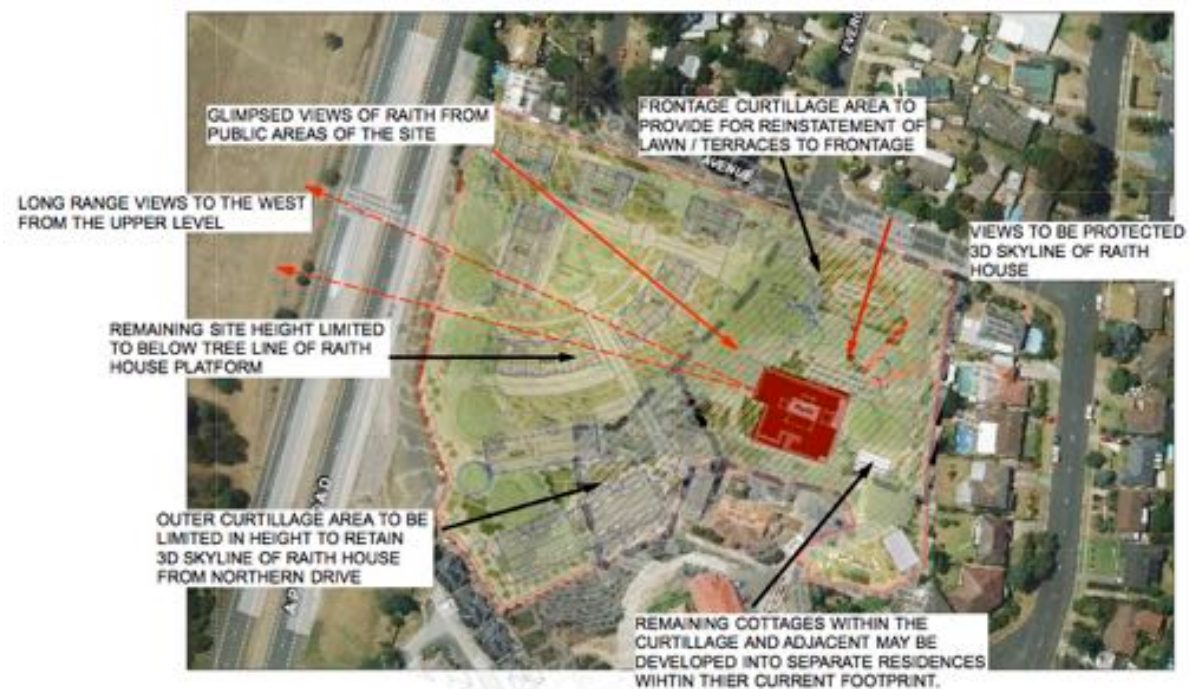 EVERG
GLIMPSED VIEWS OF RAITH FROM
PUBLIC AREAS OF THE SITE
FRONTAGE CURTILLAGE AREA TO
PROVIDE FOR REINSTATEMENT OF
LAWN / TERRACES TO FRONTAGE
AVENUE
LONG RANGE VIEWS TO THE WEST
FROM THE UPPER LEVEL
VIEWS TO BE PROTECTED
3D SKYLINE OF RAITH
HOUSE
REMAINING SITE HEIGHT LIMITED
TO BELOW TREE LINE OF RAITH
HOUSE PLATFORM
OUTER CURTILLAGE AREA TO BE
LIMITED IN HEIGHT TO RETAIN
3D SKYLINE OF RAITH HOUSE
FROM NORTHERN DRIVE
REMAINING COTTAGES WITHIN THE
CURTILLAGE AND ADJACENT MAY BE
DEVELOPED INTO SEPARATE RESIDENCES
WIHTIN THIER CURRENT FOOTPRINT.